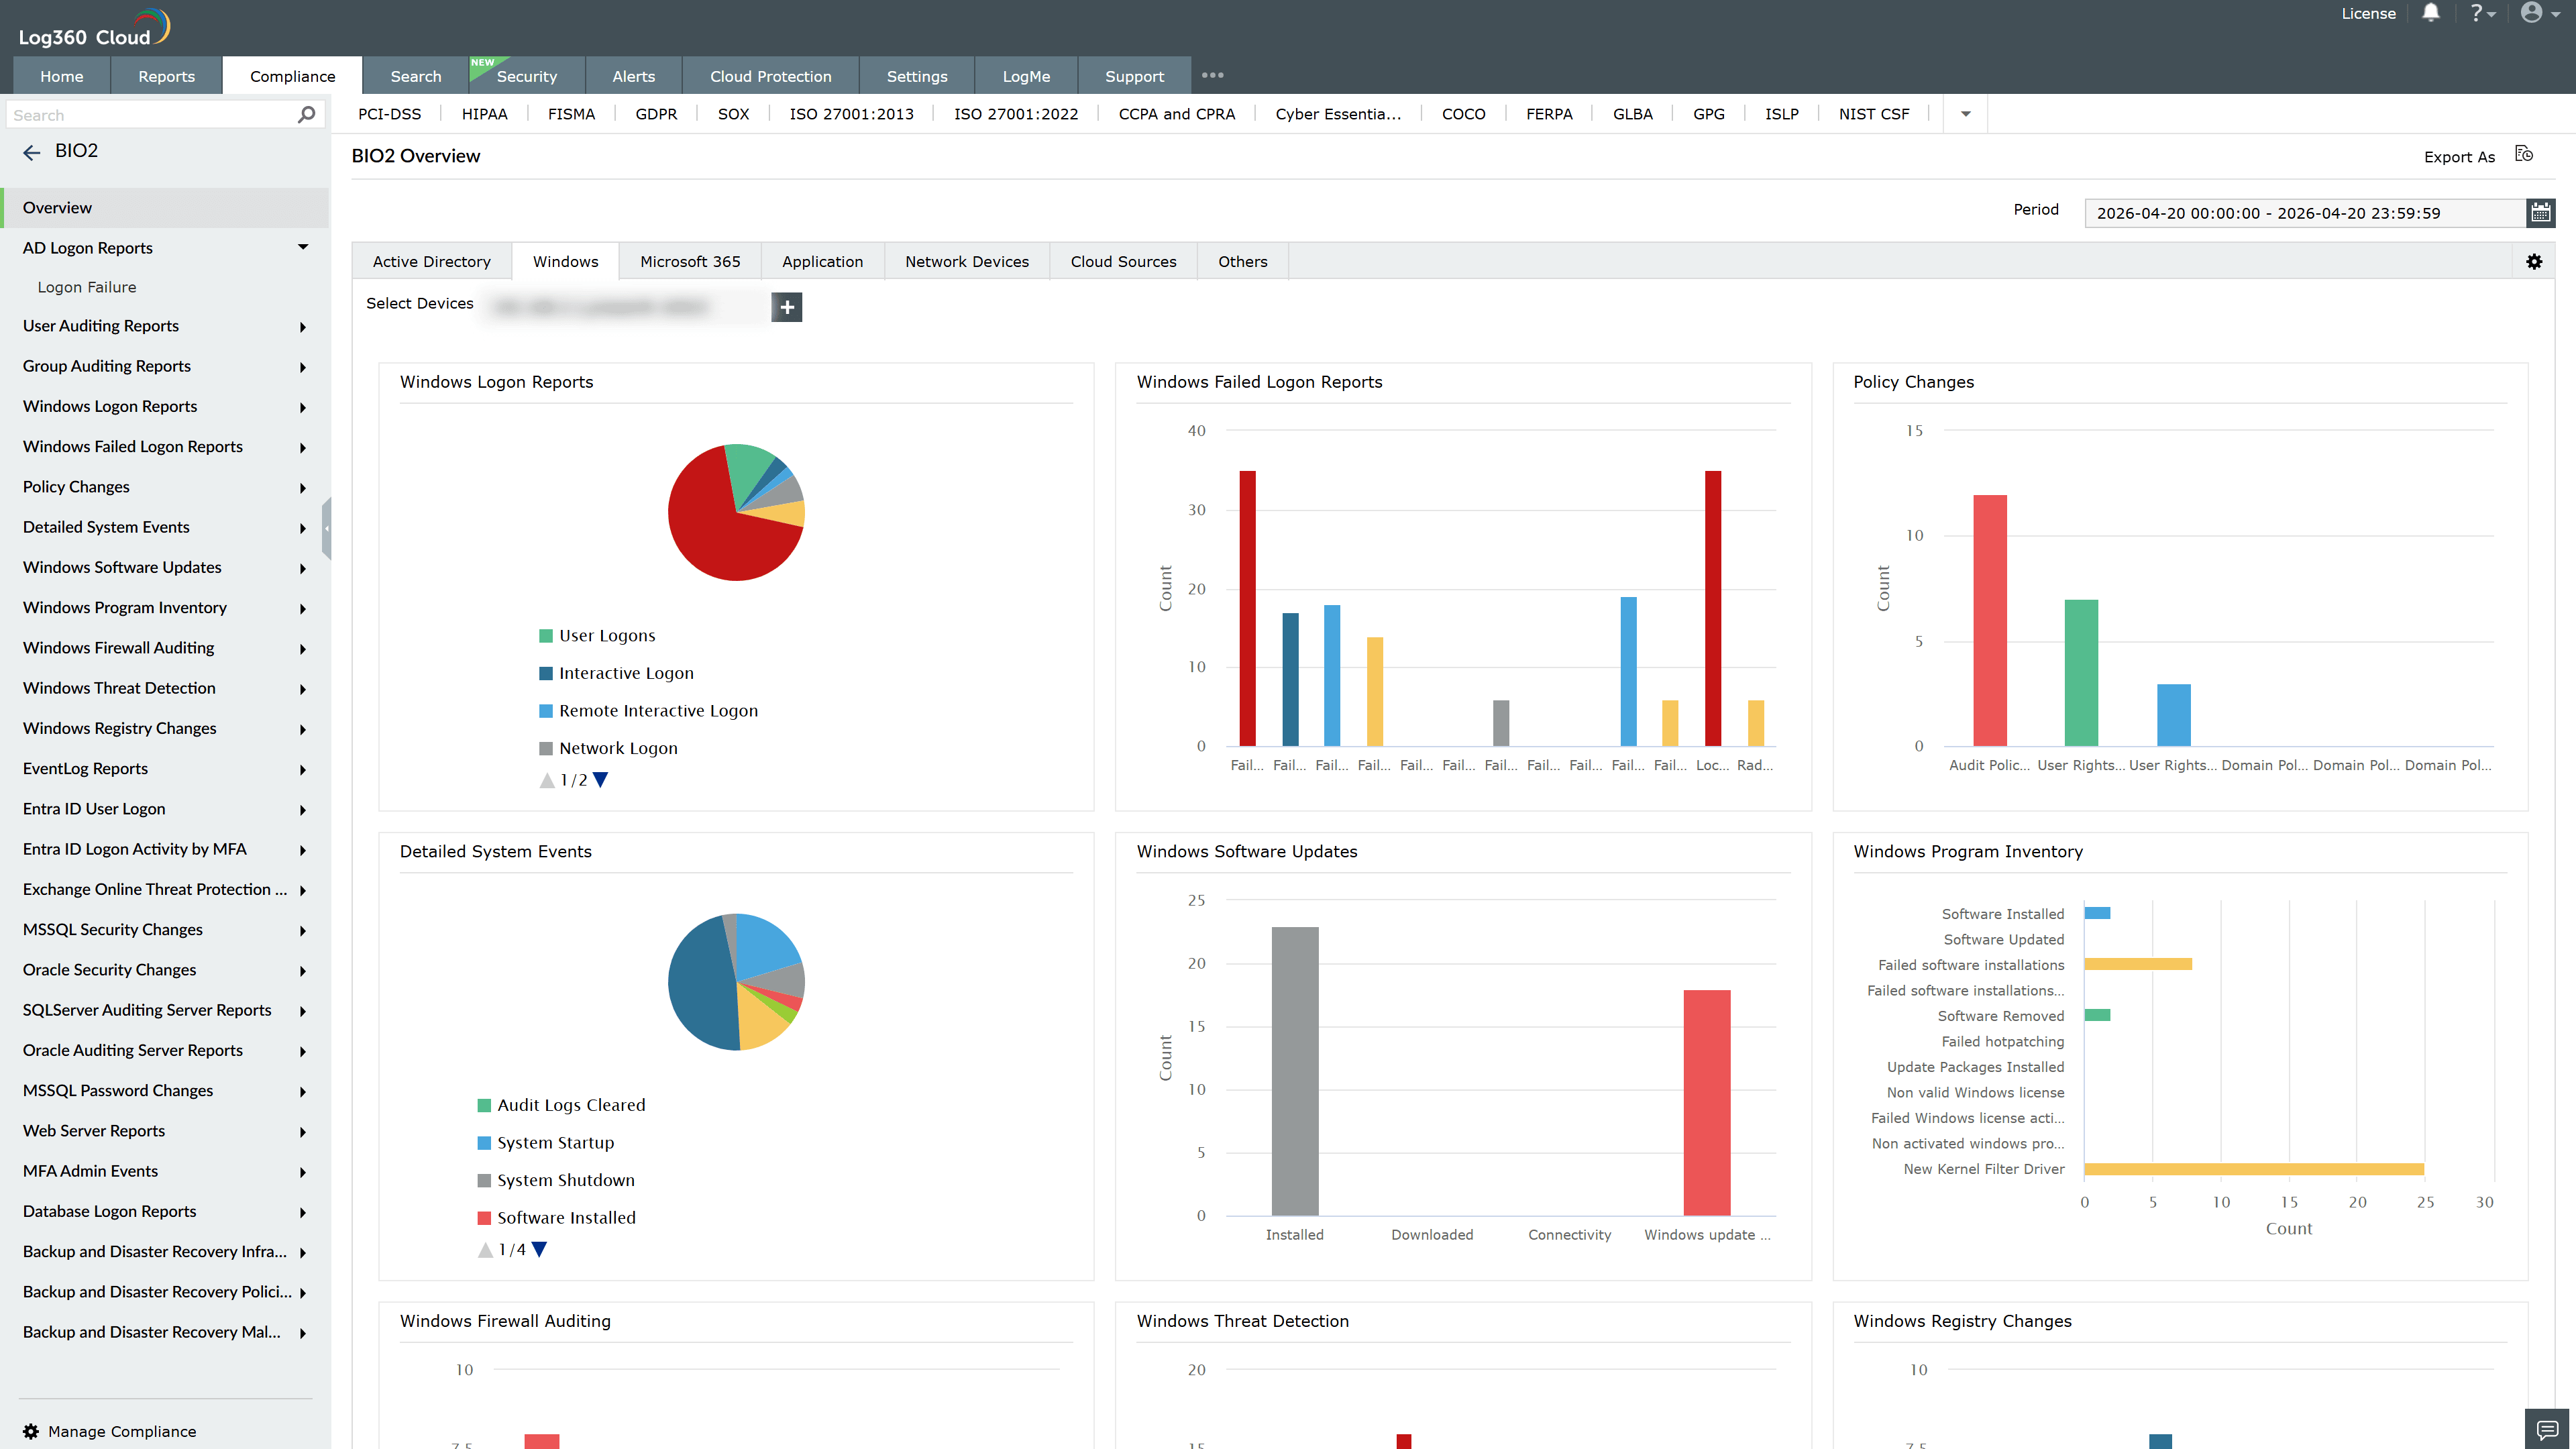 Log360 Cloud
License
?
Home
Reports
Compliance
Search
NEW
Security
Alerts
Cloud Protection
Settings
LogMe
Support
Search
PCI-DSS
HIPAA
FISMA
GDPR
SOX
ISO 27001:2013
ISO 27001:2022
CCPA and CPRA
Cyber Essentia...
COCO
FERPA
GLBA
GPG
ISLP
NIST CSF
BIO2
Overview
AD Logon Reports
Logon Failure
User Auditing Reports
Group Auditing Reports
Windows Logon Reports
Windows Failed Logon Reports
Policy Changes
Detailed System Events
Windows Software Updates
Windows Program Inventory
Windows Firewall Auditing
Windows Threat Detection
Windows Registry Changes
EventLog Reports
Entra ID User Logon
Entra ID Logon Activity by MFA
Exchange Online Threat Protection ...
MSSQL Security Changes
Oracle Security Changes
SQLServer Auditing Server Reports
Oracle Auditing Server Reports
MSSQL Password Changes
Web Server Reports
MFA Admin Events
Database Logon Reports
Backup and Disaster Recovery Infra...
Backup and Disaster Recovery Polici...
Backup and Disaster Recovery Mal...
Manage Compliance
BIO2 Overview
Export As
Period
2026-04-20 00:00:00 - 2026-04-20 23:59:59
Active Directory
Windows
Microsoft 365
Application
Network Devices
Cloud Sources
Others
Select Devices
Windows Logon Reports
User Logons
Interactive Logon
Remote Interactive Logon
Network Logon
1/2
Windows Failed Logon Reports
40
30
20
10
0
Count
Fail... Fail... Fail... Fail... Fail... Fail... Fail... Fail... Fail... Fail... Fail... Loc... Rad...
Policy Changes
15
10
5
0
Count
Audit Polic... User Rights... User Rights... Domain Pol... Domain Pol... Domain Pol...
Detailed System Events
Audit Logs Cleared
System Startup
System Shutdown
Software Installed
1/4
Windows Software Updates
25
20
15
10
5
0
Count
Installed
Downloaded
Connectivity
Windows update ...
Windows Program Inventory
Software Installed
Software Updated
Failed software installations
Failed software installations...
Software Removed
Failed hotpatching
Update Packages Installed
Non valid Windows license
Failed Windows license acti...
Non activated windows pro...
New Kernel Filter Driver
0 5 10 15 20 25 30
Count
Windows Firewall Auditing
10
7.5
Windows Threat Detection
20
15
Windows Registry Changes
10
7.5